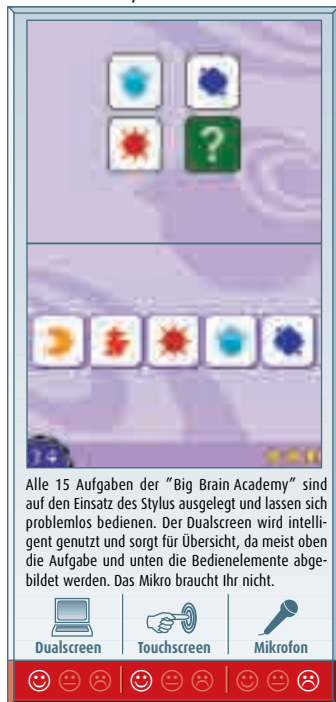 ?
14
Alle 15 Aufgaben der "Big Brain Academy" sind
auf den Einsatz des Stylus ausgelegt und lassen sich
problemlos bedienen. Der Dualscreen wird intelli-
gent genutzt und sorgt für Übersicht, da meist oben
die Aufgabe und unten die Bedienelemente abge-
bildet werden. Das Mikro braucht Ihr nicht.
Dualscreen Touchscreen Mikrofon